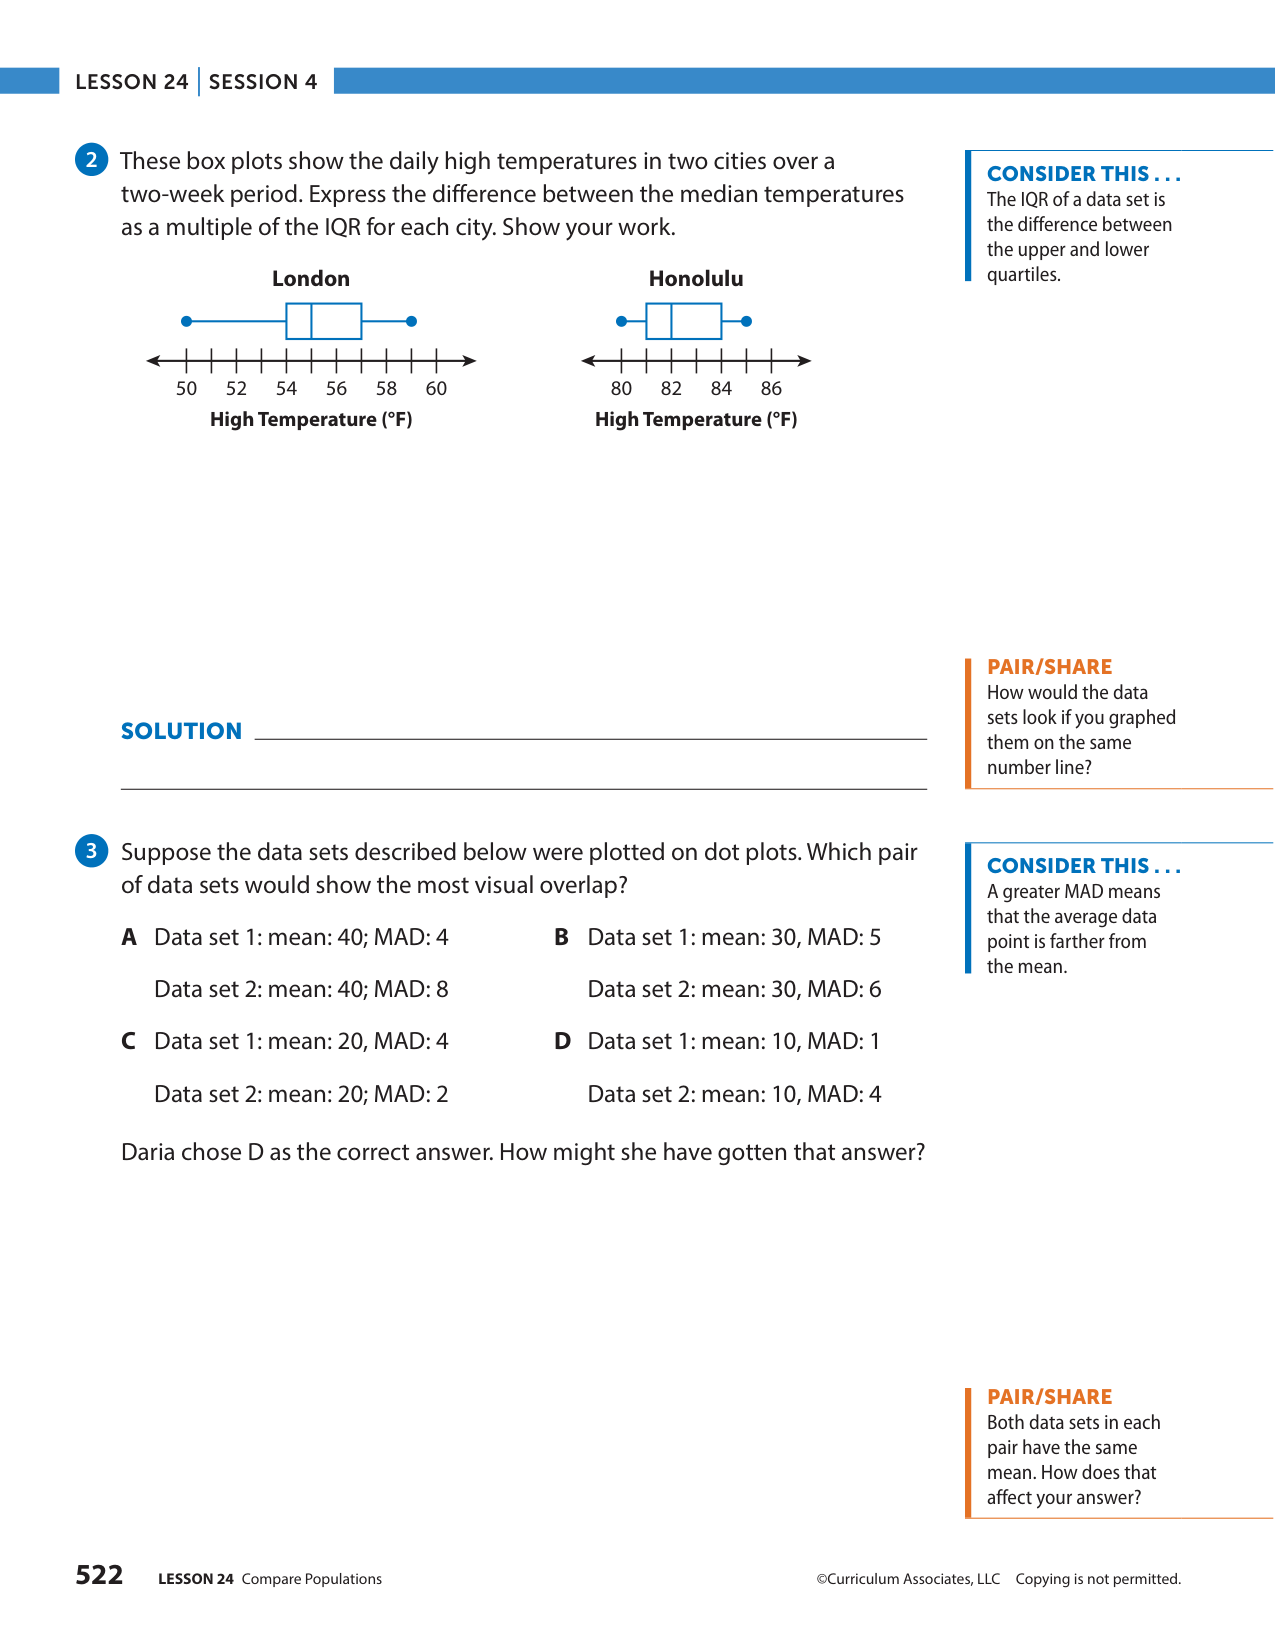 LESSON 24 | SESSION 4
2 These box plots show the daily high temperatures in two cities over a
two-week period. Express the difference between the median temperatures
as a multiple of the IQR for each city. Show your work.
CONSIDER THIS . . .
The IQR of a data set is
the difference between
the upper and lower
quartiles.
London
50 52 54 56 58 60
High Temperature (°F)
Honolulu
80 82 84 86
High Temperature (°F)
SOLUTION
PAIR/SHARE
How would the data
sets look if you graphed
them on the same
number line?
3 Suppose the data sets described below were plotted on dot plots. Which pair
of data sets would show the most visual overlap?
A Data set 1: mean: 40; MAD: 4
Data set 2: mean: 40; MAD: 8
B Data set 1: mean: 30, MAD: 5
Data set 2: mean: 30, MAD: 6
C Data set 1: mean: 20, MAD: 4
Data set 2: mean: 20; MAD: 2
D Data set 1: mean: 10, MAD: 1
Data set 2: mean: 10, MAD: 4
Daria chose D as the correct answer. How might she have gotten that answer?
CONSIDER THIS . . .
A greater MAD means
that the average data
point is farther from
the mean.
PAIR/SHARE
Both data sets in each
pair have the same
mean. How does that
affect your answer?
522 LESSON 24 Compare Populations
©Curriculum Associates, LLC Copying is not permitted.